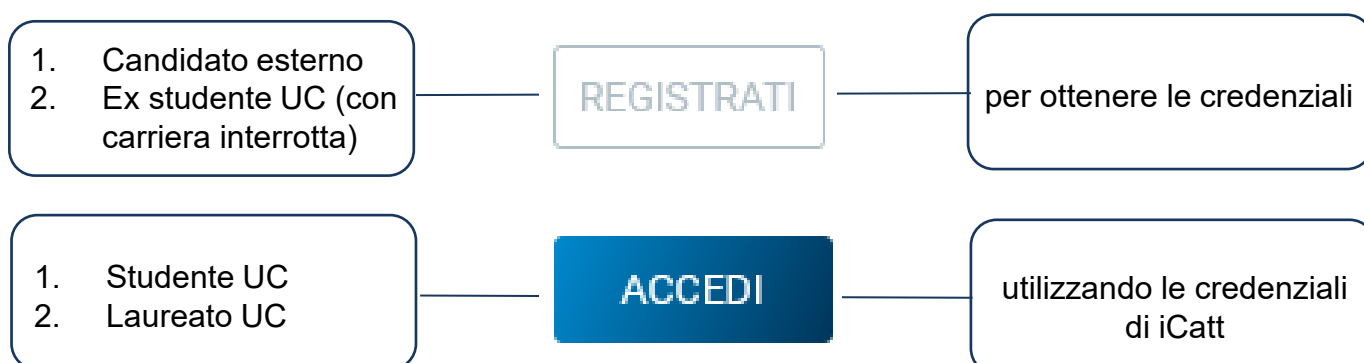 1. Candidato esterno
2. Ex studente UC (con
carriera interrotta)
REGISTRATI
per ottenere le credenziali
1. Studente UC
2. Laureato UC
ACCEDI
utilizzando le credenziali
di iCatt